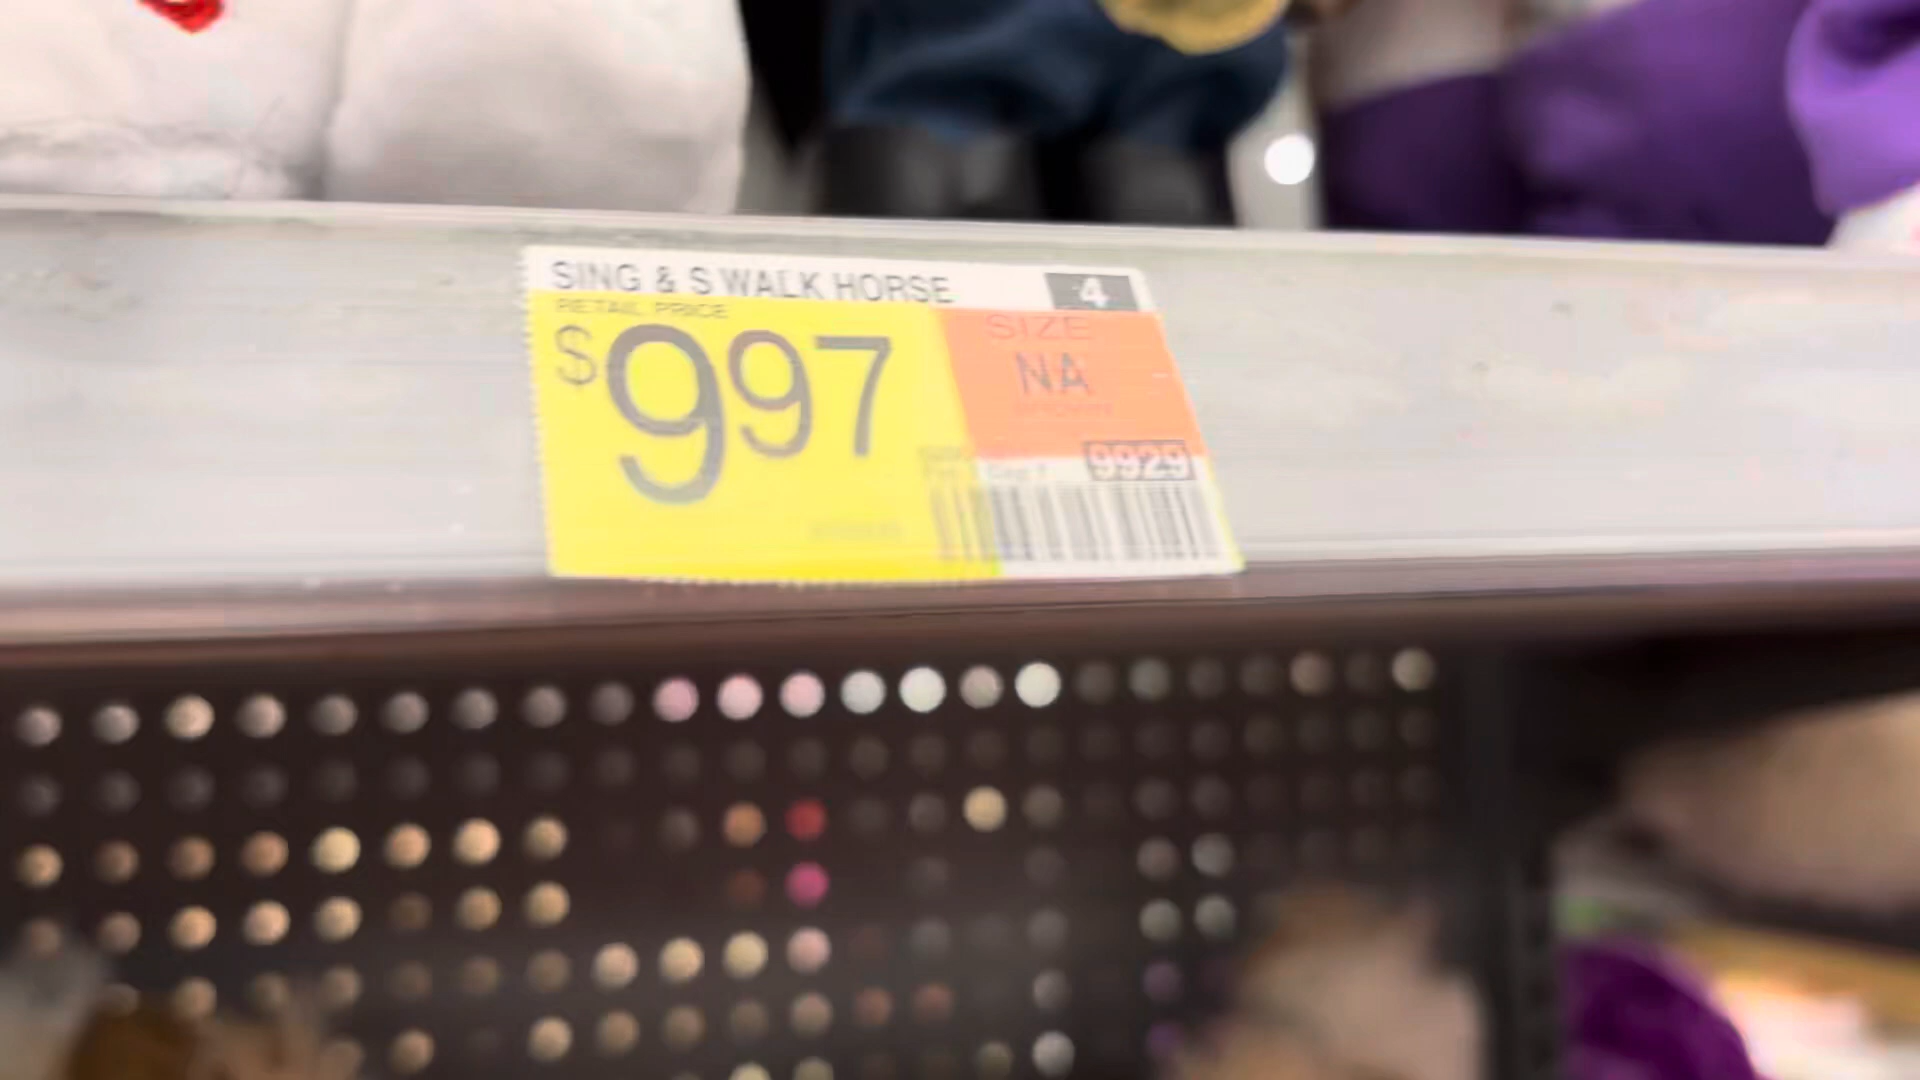 SING & S WALK HORSE
4
RETAIL PRICE
$997
SIZE
NA
9929